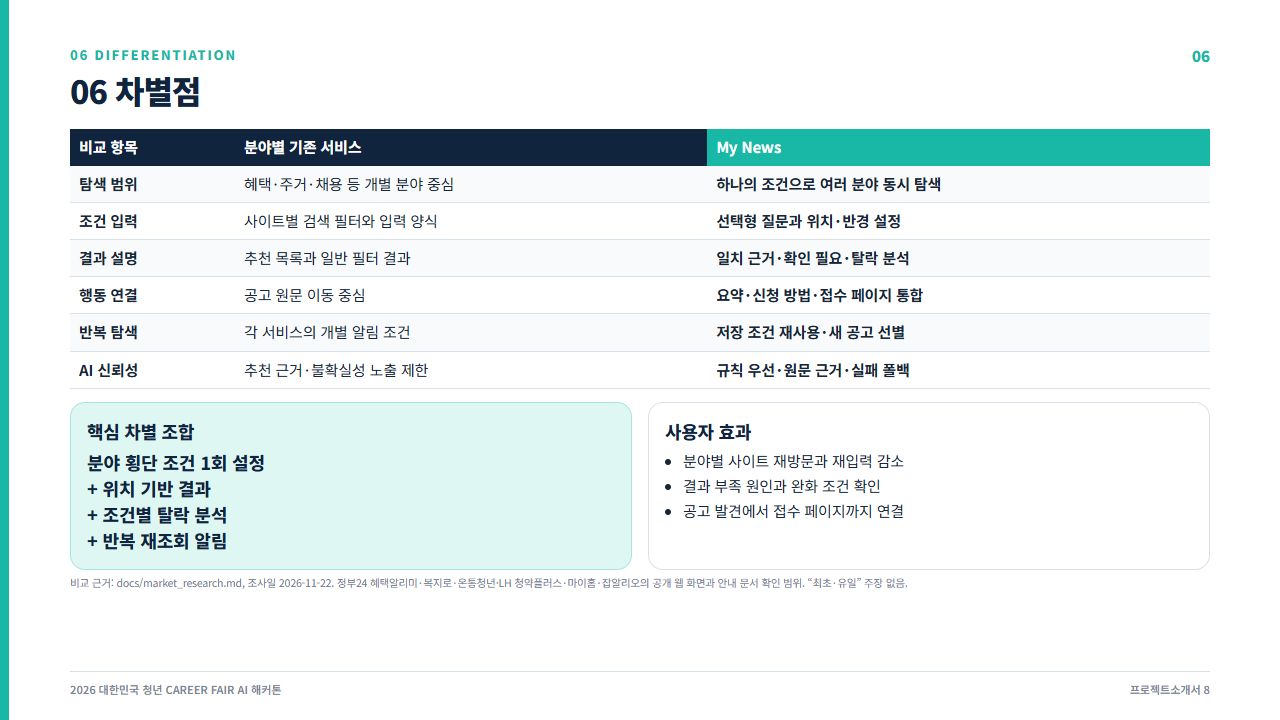 06 DIFFERENTIATION
06
06 차별점
비교 항목 분야별 기존 서비스 My News
탐색 범위 혜택·주거·채용 등 개별 분야 중심 하나의 조건으로 여러 분야 동시 탐색
조건 입력 사이트별 검색 필터와 입력 양식 선택형 질문과 위치·반경 설정
결과 설명 추천 목록과 일반 필터 결과 일치 근거·확인 필요·탈락 분석
행동 연결 공고 원문 이동 중심 요약·신청 방법·접수 페이지 통합
반복 탐색 각 서비스의 개별 알림 조건 저장 조건 재사용·새 공고 선별
AI 신뢰성 추천 근거·불확실성 노출 제한 규칙 우선·원문 근거·실패 폴백
핵심 차별 조합
분야 횡단 조건 1회 설정
+ 위치 기반 결과
+ 조건별 탈락 분석
+ 반복 재조회 알림
사용자 효과
• 분야별 사이트 재방문과 재입력 감소
• 결과 부족 원인과 완화 조건 확인
• 공고 발견에서 접수 페이지까지 연결
비교 근거: docs/market_research.md, 조사일 2026-11-22. 정부24 혜택알리미·복지로·온통청년·LH 청약플러스·마이홈·잡알리오의 공개 웹 화면과 안내 문서 확인 범위. “최초·유일” 주장 없음.
2026 대한민국 청년 CAREER FAIR AI 해커톤
프로젝트소개서 8